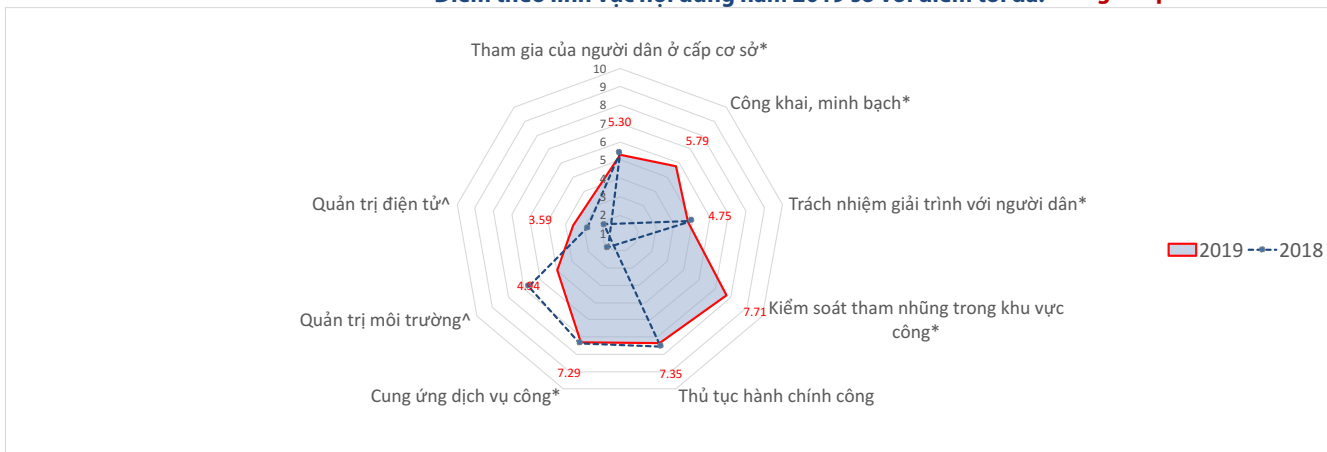 Tham gia của người dân ở cấp cơ sở*
10
9
8
7
6
5
4
3
2
1
5.30
Công khai, minh bạch*
5.79
Trách nhiệm giải trình với người dân*
4.75
Kiểm soát tham nhũng trong khu vực
công*
7.71
Thủ tục hành chính công
7.35
Cung ứng dịch vụ công*
7.29
Quản trị môi trường^
4.94
Quản trị điện tử^
3.59
2019
2018